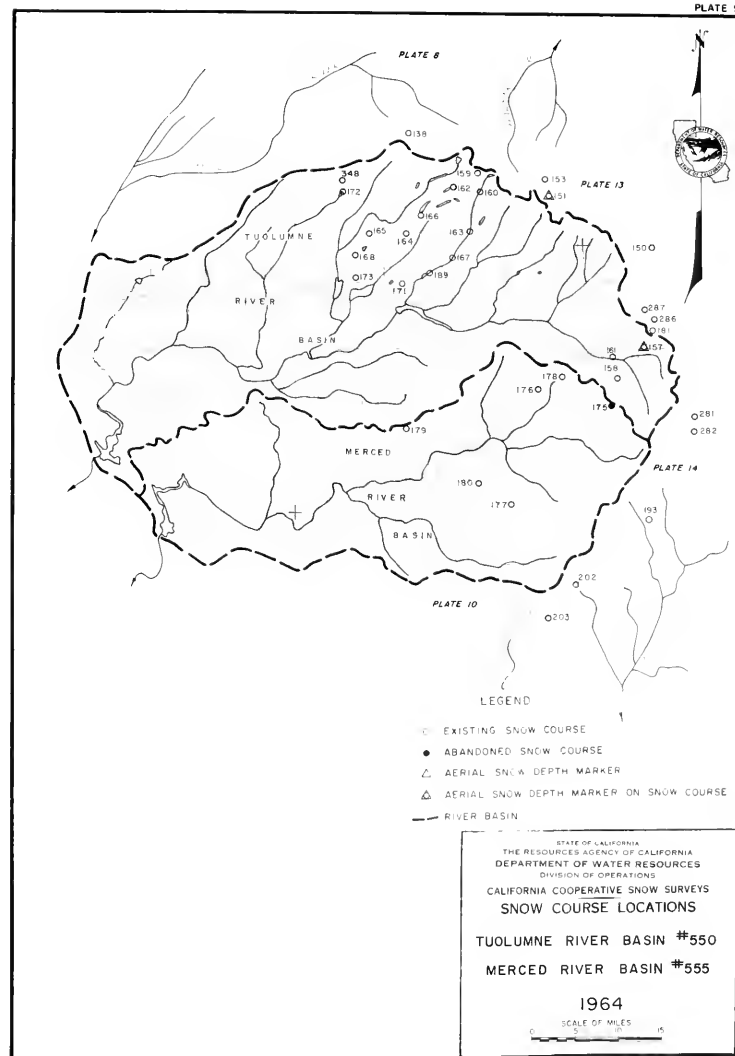 PLATE 9
PLATE 8
138
348
172
159
162
160
153
151
PLATE 13
166
165
164
163
TUOLUMNE
150
168
167
189
173
171
RIVER
287
286
181
157
BASIN
161
158
178
176
175
281
282
179
MERCED
PLATE 14
180
RIVER
177
193
BASIN
202
PLATE 10
203
LEGEND
EXISTING SNOW COURSE
ABANDONED SNOW COURSE
AERIAL SNOW DEPTH MARKER
AERIAL SNOW DEPTH MARKER ON SNOW COURSE
RIVER BASIN
STATE OF CALIFORNIA
THE RESOURCES AGENCY OF CALIFORNIA
DEPARTMENT OF WATER RESOURCES
DIVISION OF OPERATIONS
CALIFORNIA COOPERATIVE SNOW SURVEYS
SNOW COURSE LOCATIONS
TUOLUMNE RIVER BASIN #550
MERCED RIVER BASIN #555
1964
SCALE OF MILES
0 5 10 15